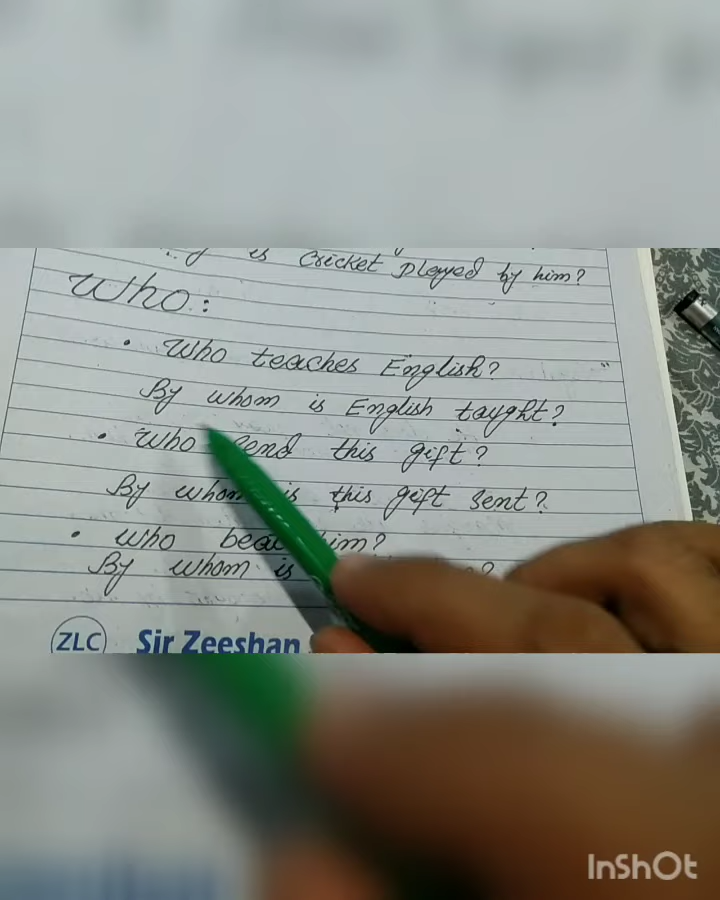 is Cricket Played by him?
Who:
• Who teaches English? "
By whom is English taught?
• Who send this gift?
By whom is this gift sent?
• Who him?
By whom is
ZLC Sir Zeeshan
InShOt